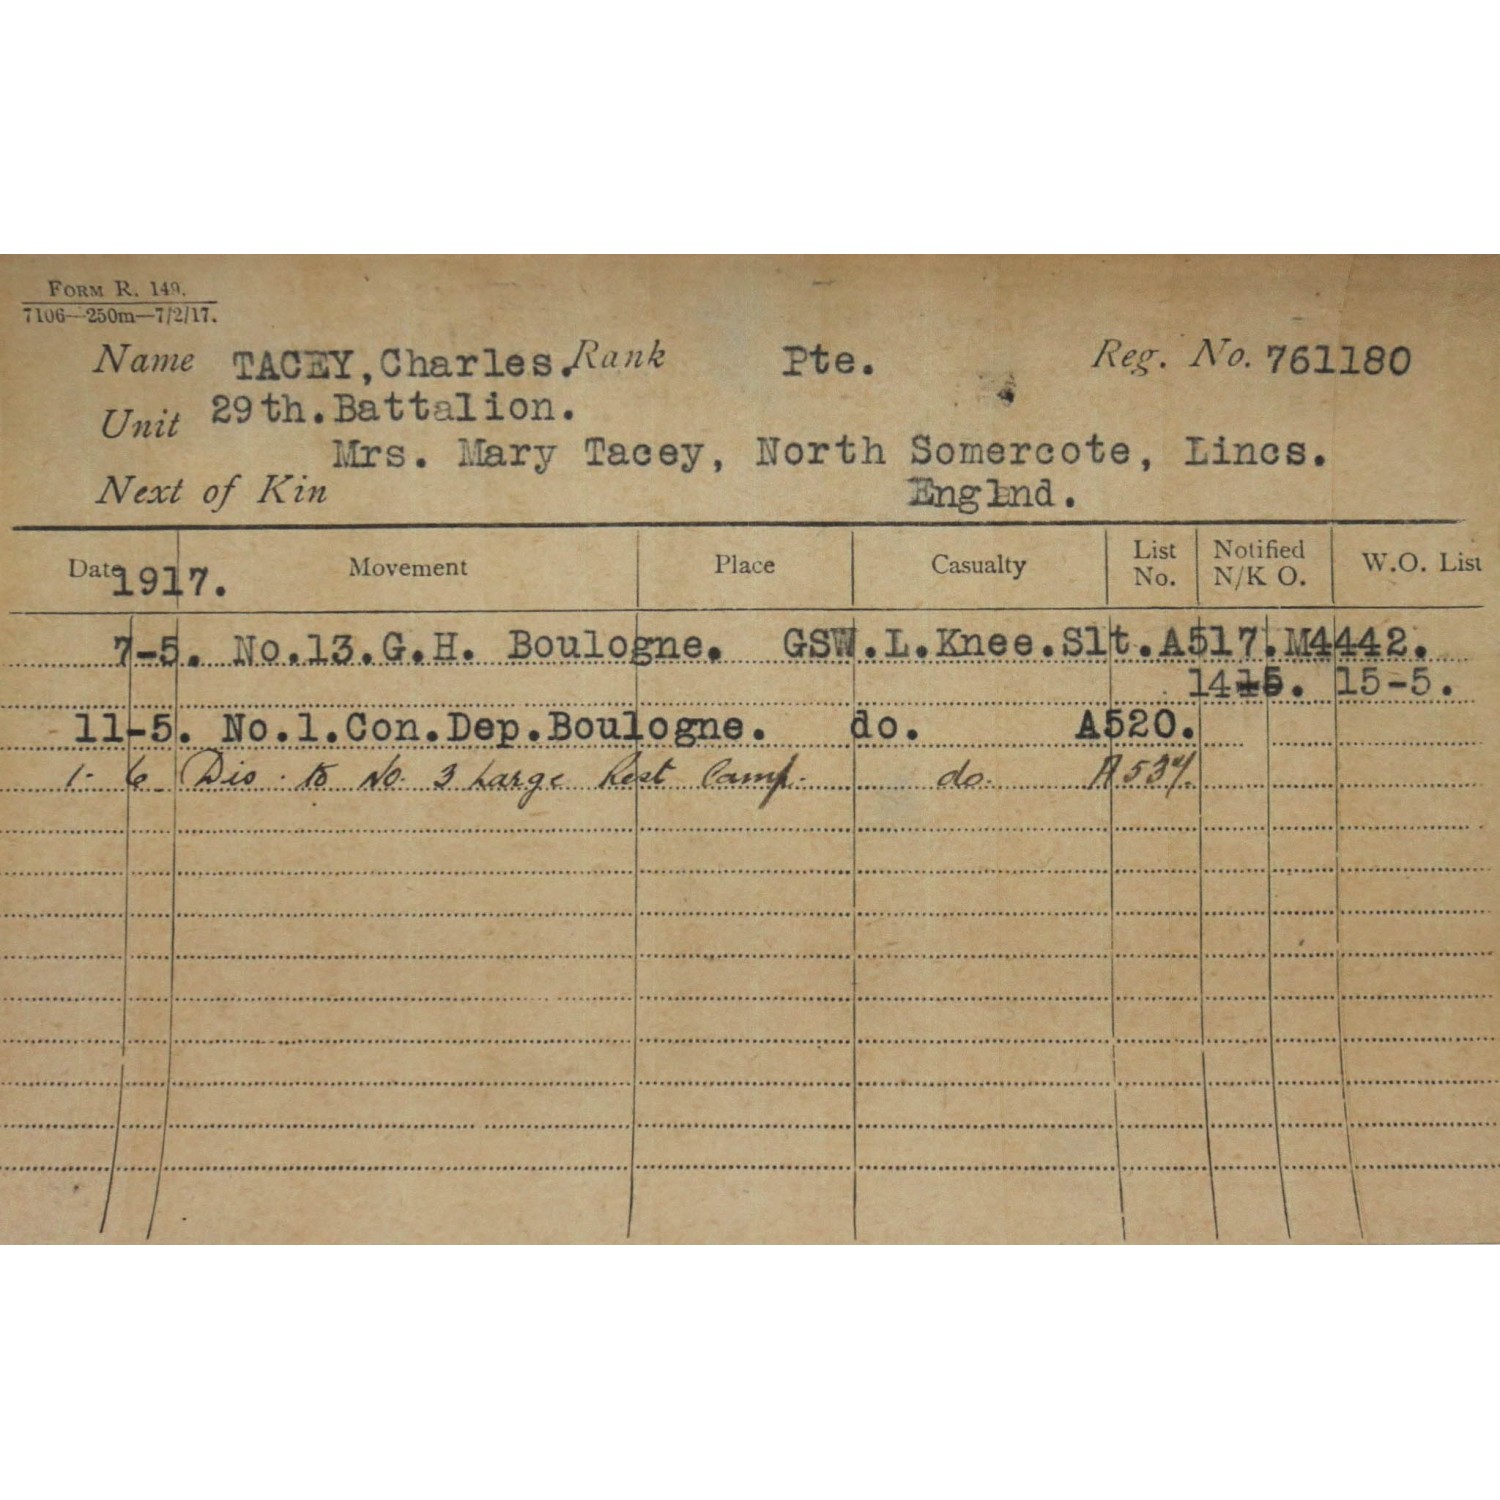 FORM R. 149.
7106—250m—7/2/17.
Name TACEY,Charles. Rank Pte. Reg. No. 761180
Unit 29th.Battalion.
Mrs. Mary Tacey, North Somercote, Lincs.
Next of Kin Englnd.
Date 1917. Movement Place Casualty List No. Notified N/K O. W.O. List
7-5. No.13.G.H. Boulogne. GSW.L.Knee.Slt.A517.M4442.
14-5. 15-5.
11-5. No.1.Con.Dep.Boulogne. do. A520.
1-6 Dis. to No. 3 Large Rest Camp. do. A534